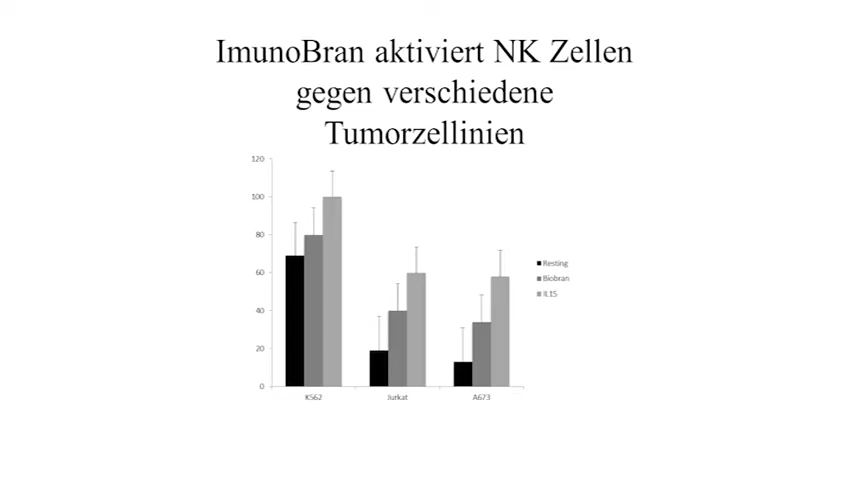 ImunoBran aktiviert NK Zellen
gegen verschiedene
Tumorzellinien
120
100
80
60
40
20
0
K562
Jurkat
A673
Resting
Biobran
IL15